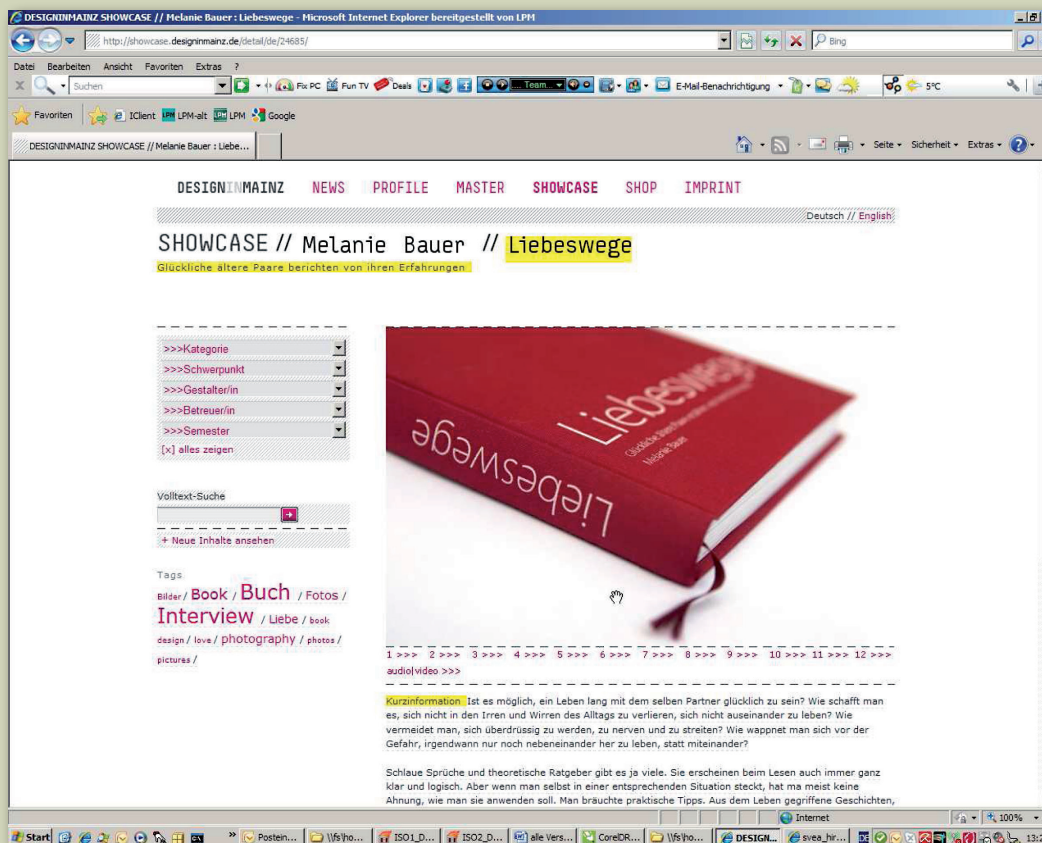 DESIGNINMAINZ SHOWCASE // Melanie Bauer : Liebeswege - Microsoft Internet Explorer bereitgestellt von LPM
http://showcase.designinmainz.de/detail/de/24685/
Bing
Datei Bearbeiten Ansicht Favoriten Extras ?
Suchen
Fix PC Fun TV Deals Team... E-Mail-Benachrichtigung 5°C
Favoriten IClient LPM LPM-alt LPM LPM Google
DESIGNINMAINZ SHOWCASE // Melanie Bauer : Liebe...
Seite Sicherheit Extras
DESIGNINMAINZ NEWS PROFILE MASTER SHOWCASE SHOP IMPRINT
Deutsch // English
SHOWCASE // Melanie Bauer // Liebeswege
Glückliche ältere Paare berichten von ihren Erfahrungen
>>>Kategorie
>>>Schwerpunkt
>>>Gestalter/in
>>>Betreuer/in
>>>Semester
[x] alles zeigen
Volltext-Suche
+ Neue Inhalte ansehen
Tags
Bilder / Book / Buch / Fotos /
Interview / Liebe / book
design / love / photography / photos /
pictures /
Liebeswege
Liebeswege
Melanie Bauer
1 >>> 2 >>> 3 >>> 4 >>> 5 >>> 6 >>> 7 >>> 8 >>> 9 >>> 10 >>> 11 >>> 12 >>>
audio|video >>>
Kurzinformation Ist es möglich, ein Leben lang mit dem selben Partner glücklich zu sein? Wie schafft man
es, sich nicht in den Irren und Wirren des Alltags zu verlieren, sich nicht auseinander zu leben? Wie
vermeidet man, sich überdrüssig zu werden, zu nerven und zu streiten? Wie wappnet man sich vor der
Gefahr, irgendwann nur noch nebeneinander her zu leben, statt miteinander?
Schlaue Sprüche und theoretische Ratgeber gibt es ja viele. Sie erscheinen beim Lesen auch immer ganz
klar und logisch. Aber wenn man selbst in einer entsprechenden Situation steckt, hat ma meist keine
Ahnung, wie man sie anwenden soll. Man bräuchte praktische Tipps. Aus dem Leben gegriffene Geschichten,
Internet 100%
Start Postein... \\fs\ho... ISO1_D... ISO2_D... alle Vers... CorelDR... \\fs\ho... DESIGN... svea_hir... DE